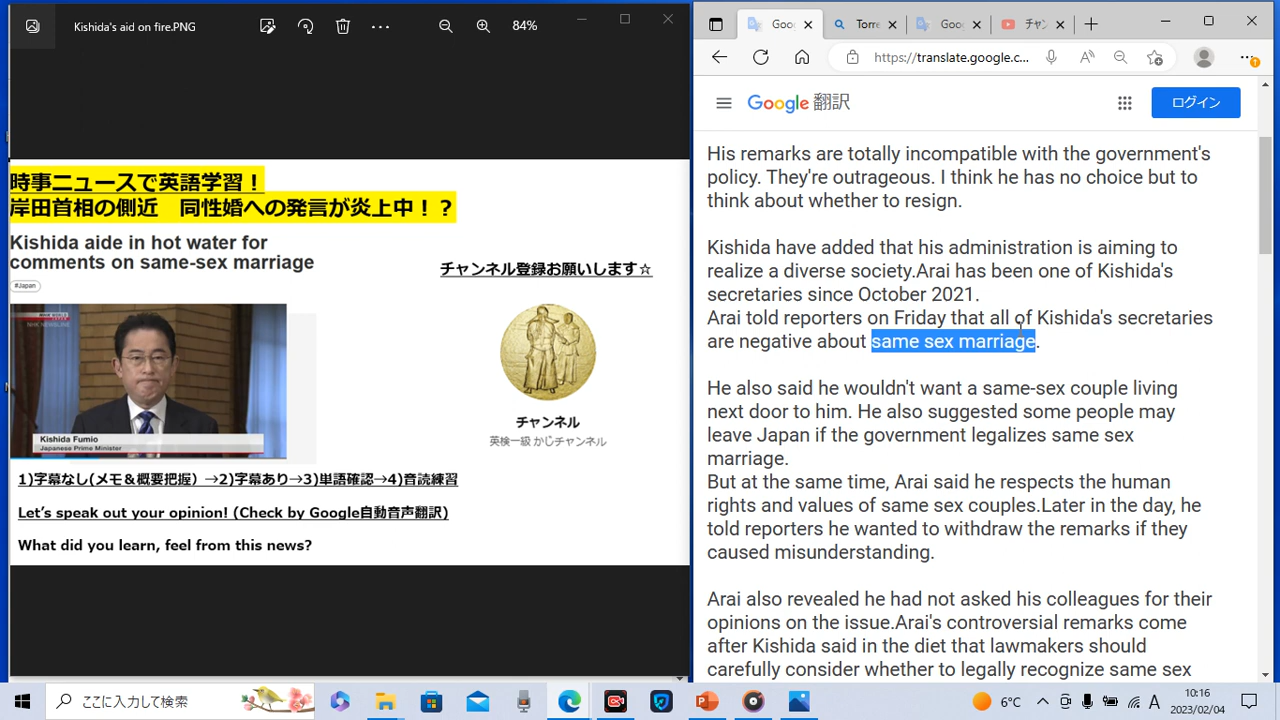 Kishida's aid on fire.PNG
84%
時事ニュースで英語学習！
岸田首相の側近　同性婚への発言が炎上中！？
Kishida aide in hot water for
comments on same-sex marriage
#Japan
チャンネル登録お願いします☆
NHK WORLD
NHK NEWSLINE
Kishida Fumio
Japanese Prime Minister
チャンネル
英検一級 かじチャンネル
1)字幕なし(メモ＆概要把握）→2)字幕あり→3)単語確認→4)音読練習
Let's speak out your opinion! (Check by Google自動音声翻訳)
What did you learn, feel from this news?
Goo
Torre
Goo
チャン
https://translate.google.c...
Google 翻訳
ログイン
His remarks are totally incompatible with the government's
policy. They're outrageous. I think he has no choice but to
think about whether to resign.
Kishida have added that his administration is aiming to
realize a diverse society.Arai has been one of Kishida's
secretaries since October 2021.
Arai told reporters on Friday that all of Kishida's secretaries
are negative about same sex marriage.
He also said he wouldn't want a same-sex couple living
next door to him. He also suggested some people may
leave Japan if the government legalizes same sex
marriage.
But at the same time, Arai said he respects the human
rights and values of same sex couples.Later in the day, he
told reporters he wanted to withdraw the remarks if they
caused misunderstanding.
Arai also revealed he had not asked his colleagues for their
opinions on the issue.Arai's controversial remarks come
after Kishida said in the diet that lawmakers should
carefully consider whether to legally recognize same sex
ここに入力して検索
6°C
A
10:16
2023/02/04